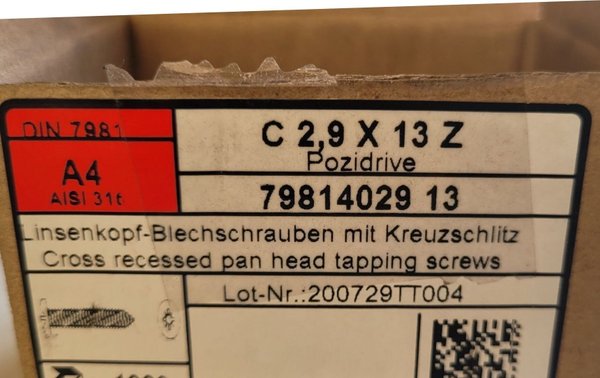 DIN 7981
C 2,9 X 13 Z
Pozidrive
A4
AISI 316
79814029 13
Linsenkopf-Blechschrauben mit Kreuzschlitz
Cross recessed pan head tapping screws
Lot-Nr.:200729TT004